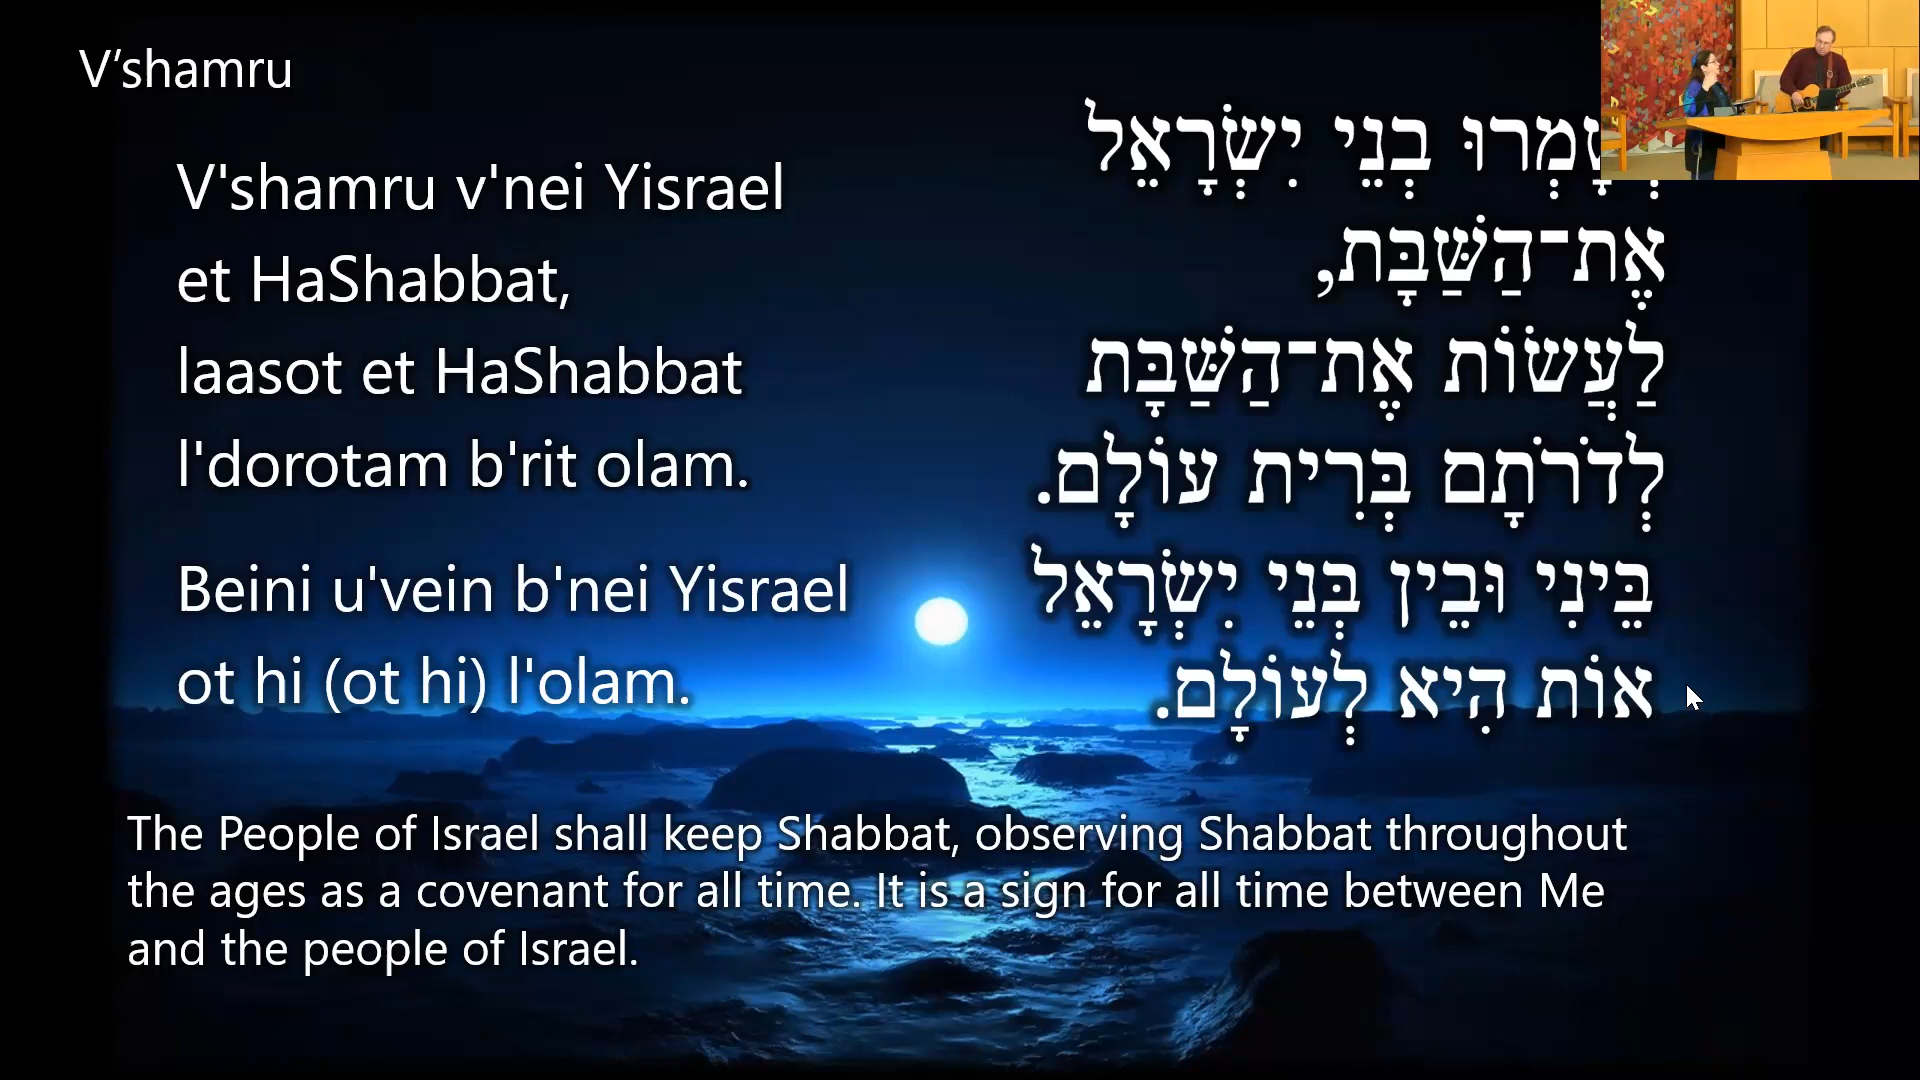 V'shamru
V'shamru v'nei Yisrael
et HaShabbat,
laasot et HaShabbat
l'dorotam b'rit olam.
Beini u'vein b'nei Yisrael
ot hi (ot hi) l'olam.
בְנֵי יִשְׂרָאֵל
אֶת־הַשַּׁבָּת,
לַעֲשׂוֹת אֶת־הַשַּׁבָּת
לְדֹרֹתָם בְּרִית עוֹלָם.
בֵּינִי וּבֵין בְּנֵי יִשְׂרָאֵל
אוֹת הִיא לְעוֹלָם.
The People of Israel shall keep Shabbat, observing Shabbat throughout
the ages as a covenant for all time. It is a sign for all time between Me
and the people of Israel.